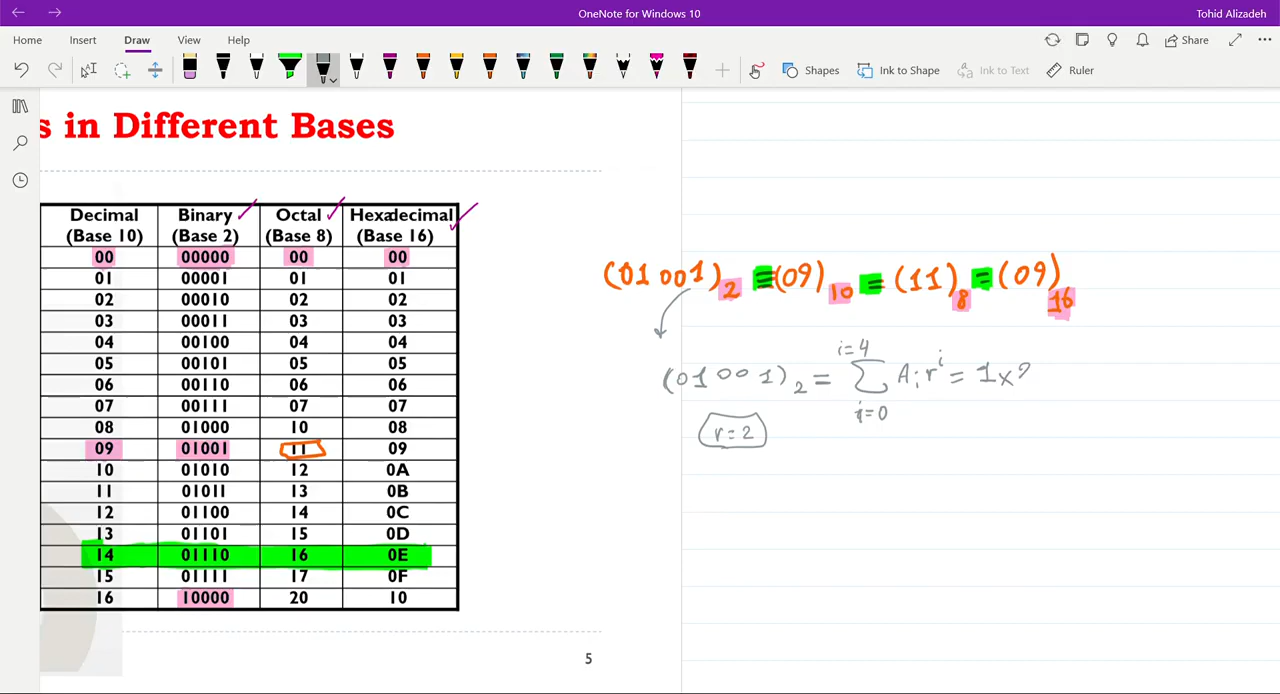 OneNote for Windows 10
Tohid Alizadeh
Home Insert Draw View Help
Share
Shapes Ink to Shape Ink to Text Ruler
s in Different Bases
Decimal (Base 10) Binary (Base 2) Octal (Base 8) Hexadecimal (Base 16)
00 00000 00 00
01 00001 01 01
02 00010 02 02
03 00011 03 03
04 00100 04 04
05 00101 05 05
06 00110 06 06
07 00111 07 07
08 01000 10 08
09 01001 11 09
10 01010 12 0A
11 01011 13 0B
12 01100 14 0C
13 01101 15 0D
14 01110 16 0E
15 01111 17 0F
16 10000 20 10
5
(01001)₂ ≡ (09)₁₀ = (11)₈ = (09)₁₆
i=4
(01001)₂ = Σ Aᵢrⁱ = 1x
i=0
r=2